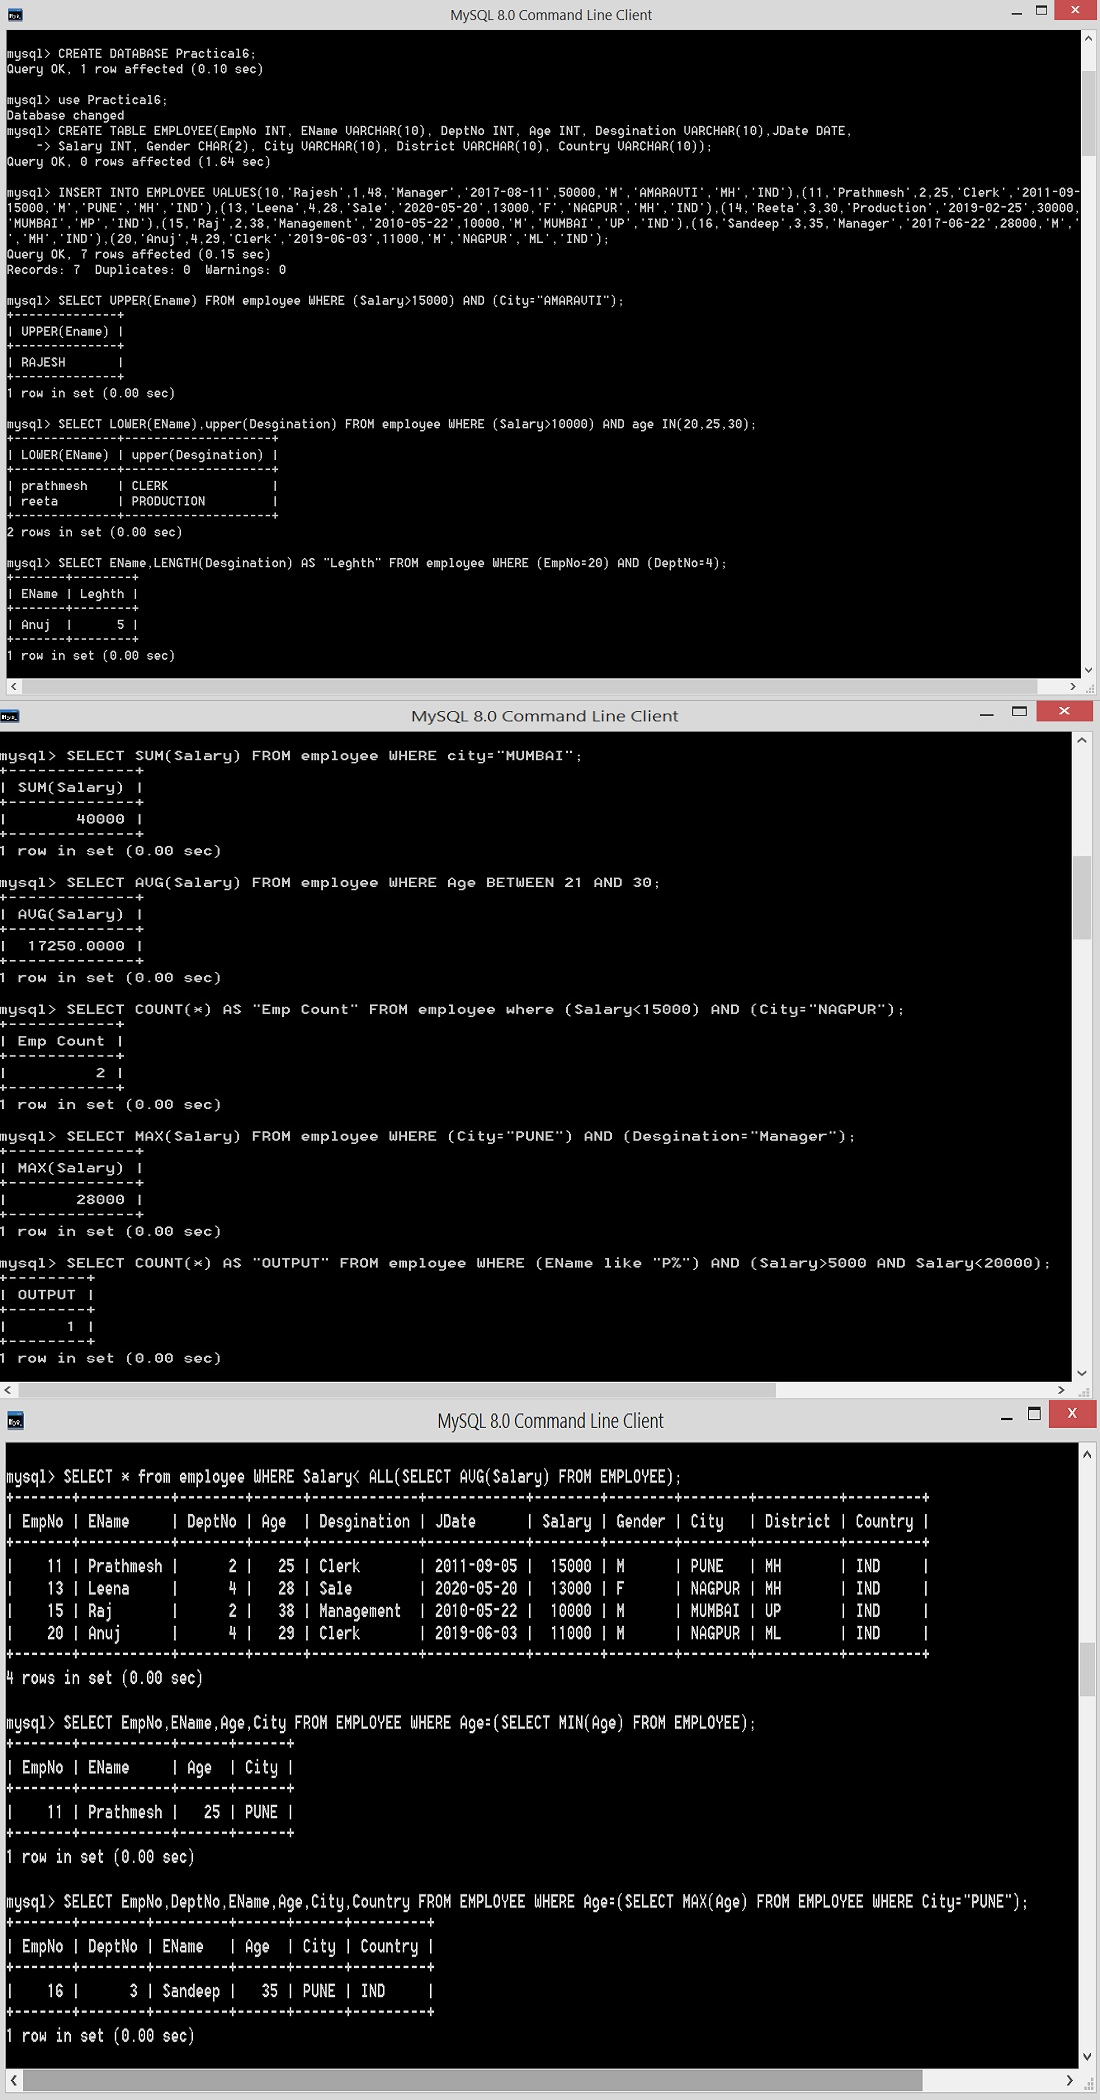 MySQL 8.0 Command Line Client
mysql> CREATE DATABASE Practical6;
Query OK, 1 row affected (0.10 sec)
mysql> use Practical6;
Database changed
mysql> CREATE TABLE EMPLOYEE(EmpNo INT, EName VARCHAR(10), DeptNo INT, Age INT, Desgination VARCHAR(10),JDate DATE,
    -> Salary INT, Gender CHAR(2), City VARCHAR(10), District VARCHAR(10), Country VARCHAR(10));
Query OK, 0 rows affected (1.64 sec)
mysql> INSERT INTO EMPLOYEE VALUES(10,'Rajesh',1,48,'Manager','2017-08-11',50000,'M','AMARAVTI','MH','IND'),(11,'Prathmesh',2,25,'Clerk','2011-09-
15000,'M','PUNE','MH','IND'),(13,'Leena',4,28,'Sale','2020-05-20',13000,'F','NAGPUR','MH','IND'),(14,'Reeta',3,30,'Production','2019-02-25',30000,
'MUMBAI','MP','IND'),(15,'Raj',2,38,'Management','2010-05-22',10000,'M','MUMBAI','UP','IND'),(16,'Sandeep',3,35,'Manager','2017-06-22',28000,'M','
','MH','IND'),(20,'Anuj',4,29,'Clerk','2019-06-03',11000,'M','NAGPUR','ML','IND');
Query OK, 7 rows affected (0.15 sec)
Records: 7  Duplicates: 0  Warnings: 0
mysql> SELECT UPPER(Ename) FROM employee WHERE (Salary>15000) AND (City="AMARAVTI");
+--------------+
| UPPER(Ename) |
+--------------+
| RAJESH       |
+--------------+
1 row in set (0.00 sec)
mysql> SELECT LOWER(EName),upper(Desgination) FROM employee WHERE (Salary>10000) AND age IN(20,25,30);
+--------------+--------------------+
| LOWER(EName) | upper(Desgination) |
+--------------+--------------------+
| prathmesh    | CLERK              |
| reeta        | PRODUCTION         |
+--------------+--------------------+
2 rows in set (0.00 sec)
mysql> SELECT EName,LENGTH(Desgination) AS "Leghth" FROM employee WHERE (EmpNo=20) AND (DeptNo=4);
+-------+--------+
| EName | Leghth |
+-------+--------+
| Anuj  |      5 |
+-------+--------+
1 row in set (0.00 sec)
MySQL 8.0 Command Line Client
mysql> SELECT SUM(Salary) FROM employee WHERE city="MUMBAI";
+-------------+
| SUM(Salary) |
+-------------+
|       40000 |
+-------------+
1 row in set (0.00 sec)
mysql> SELECT AVG(Salary) FROM employee WHERE Age BETWEEN 21 AND 30;
+-------------+
| AVG(Salary) |
+-------------+
|  17250.0000 |
+-------------+
1 row in set (0.00 sec)
mysql> SELECT COUNT(*) AS "Emp Count" FROM employee where (Salary<15000) AND (City="NAGPUR");
+-----------+
| Emp Count |
+-----------+
|         2 |
+-----------+
1 row in set (0.00 sec)
mysql> SELECT MAX(Salary) FROM employee WHERE (City="PUNE") AND (Desgination="Manager");
+-------------+
| MAX(Salary) |
+-------------+
|       28000 |
+-------------+
1 row in set (0.00 sec)
mysql> SELECT COUNT(*) AS "OUTPUT" FROM employee WHERE (EName like "P%") AND (Salary>5000 AND Salary<20000);
+--------+
| OUTPUT |
+--------+
|      1 |
+--------+
1 row in set (0.00 sec)
MySQL 8.0 Command Line Client
mysql> SELECT * from employee WHERE Salary< ALL(SELECT AVG(Salary) FROM EMPLOYEE);
+-------+-----------+--------+------+-------------+------------+--------+--------+--------+----------+---------+
| EmpNo | EName     | DeptNo | Age  | Desgination | JDate      | Salary | Gender | City   | District | Country |
+-------+-----------+--------+------+-------------+------------+--------+--------+--------+----------+---------+
|    11 | Prathmesh |      2 |   25 | Clerk       | 2011-09-05 |  15000 | M      | PUNE   | MH       | IND     |
|    13 | Leena     |      4 |   28 | Sale        | 2020-05-20 |  13000 | F      | NAGPUR | MH       | IND     |
|    15 | Raj       |      2 |   38 | Management  | 2010-05-22 |  10000 | M      | MUMBAI | UP       | IND     |
|    20 | Anuj      |      4 |   29 | Clerk       | 2019-06-03 |  11000 | M      | NAGPUR | ML       | IND     |
+-------+-----------+--------+------+-------------+------------+--------+--------+--------+----------+---------+
4 rows in set (0.00 sec)
mysql> SELECT EmpNo,EName,Age,City FROM EMPLOYEE WHERE Age=(SELECT MIN(Age) FROM EMPLOYEE);
+-------+-----------+------+------+
| EmpNo | EName     | Age  | City |
+-------+-----------+------+------+
|    11 | Prathmesh |   25 | PUNE |
+-------+-----------+------+------+
1 row in set (0.00 sec)
mysql> SELECT EmpNo,DeptNo,EName,Age,City,Country FROM EMPLOYEE WHERE Age=(SELECT MAX(Age) FROM EMPLOYEE WHERE City="PUNE");
+-------+--------+---------+------+------+---------+
| EmpNo | DeptNo | EName   | Age  | City | Country |
+-------+--------+---------+------+------+---------+
|    16 |      3 | Sandeep |   35 | PUNE | IND     |
+-------+--------+---------+------+------+---------+
1 row in set (0.00 sec)